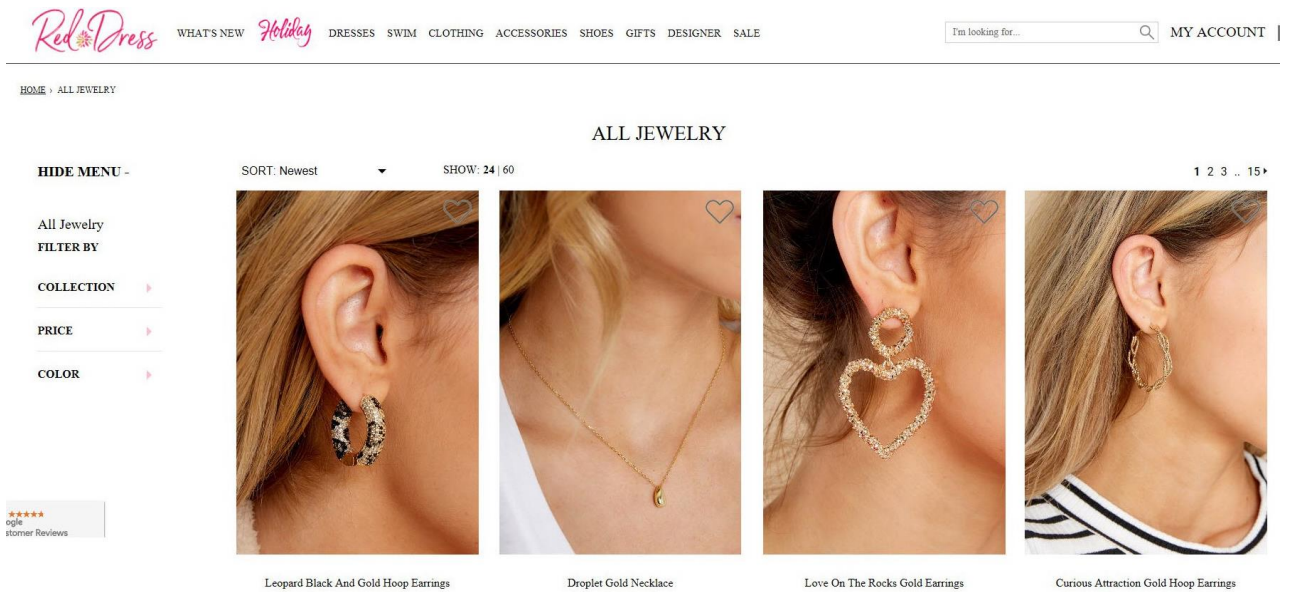 Red Dress
WHAT'S NEW Holiday DRESSES SWIM CLOTHING ACCESSORIES SHOES GIFTS DESIGNER SALE
I'm looking for...
MY ACCOUNT
HOME › ALL JEWELRY
ALL JEWELRY
HIDE MENU -
SORT: Newest
SHOW: 24 | 60
1 2 3 .. 15
All Jewelry
FILTER BY
COLLECTION
PRICE
COLOR
ogle
stomer Reviews
Leopard Black And Gold Hoop Earrings
Droplet Gold Necklace
Love On The Rocks Gold Earrings
Curious Attraction Gold Hoop Earrings